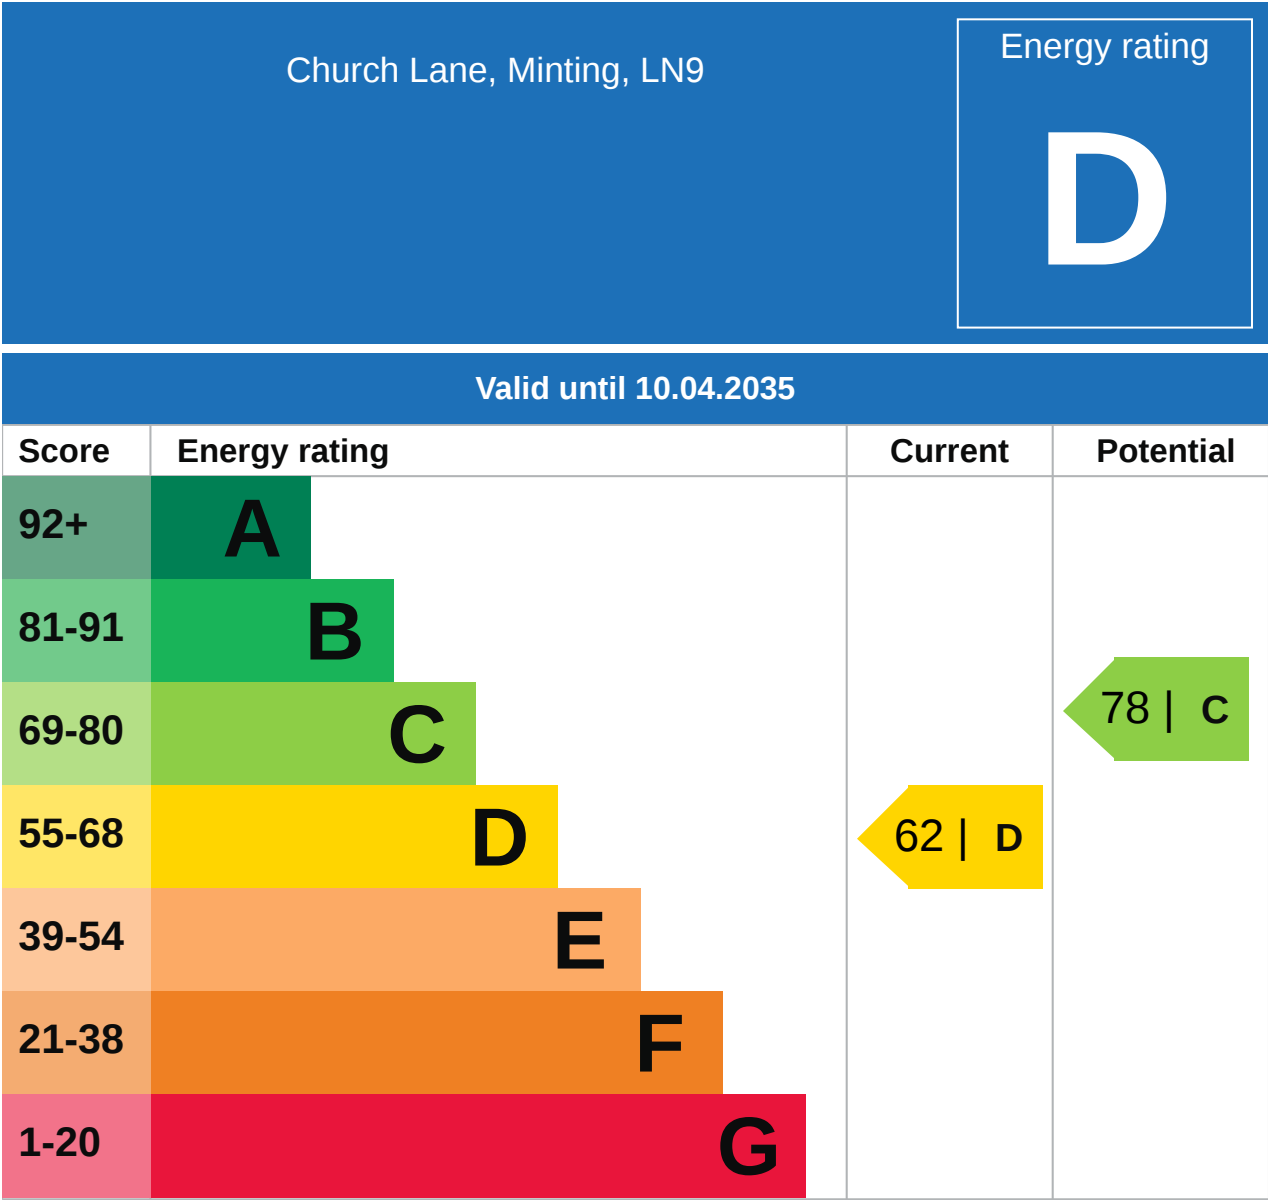 Church Lane, Minting, LN9
Energy rating
D
Valid until 10.04.2035
Score Energy rating Current Potential
92+ A
81-91 B
69-80 C
78 | C
55-68 D
62 | D
39-54 E
21-38 F
1-20 G